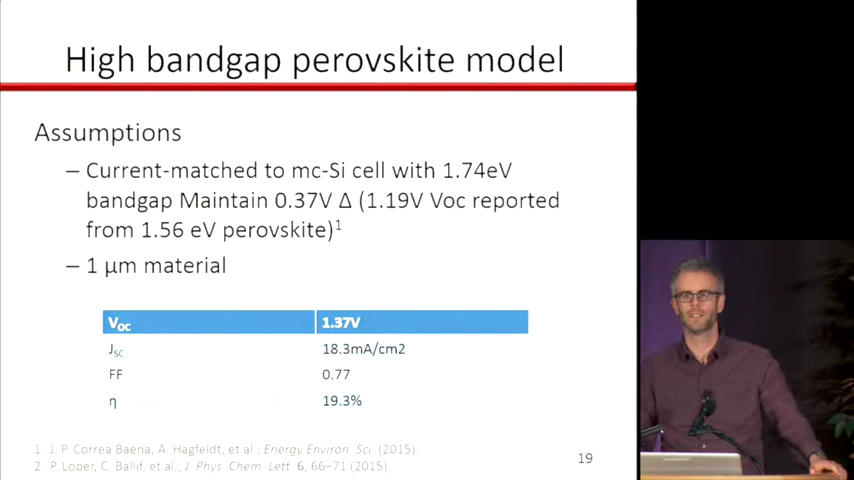 High bandgap perovskite model
Assumptions
– Current-matched to mc-Si cell with 1.74eV
bandgap Maintain 0.37V Δ (1.19V Voc reported
from 1.56 eV perovskite)1
– 1 μm material
VOC 1.37V
JSC 18.3mA/cm2
FF 0.77
η 19.3%
1. J. P. Correa Baena, A. Hagfeldt, et al., Energy Environ. Sci. (2015).
2. P. Loper, C. Ballif, et al., J. Phys. Chem. Lett. 6, 66–71 (2015).
19